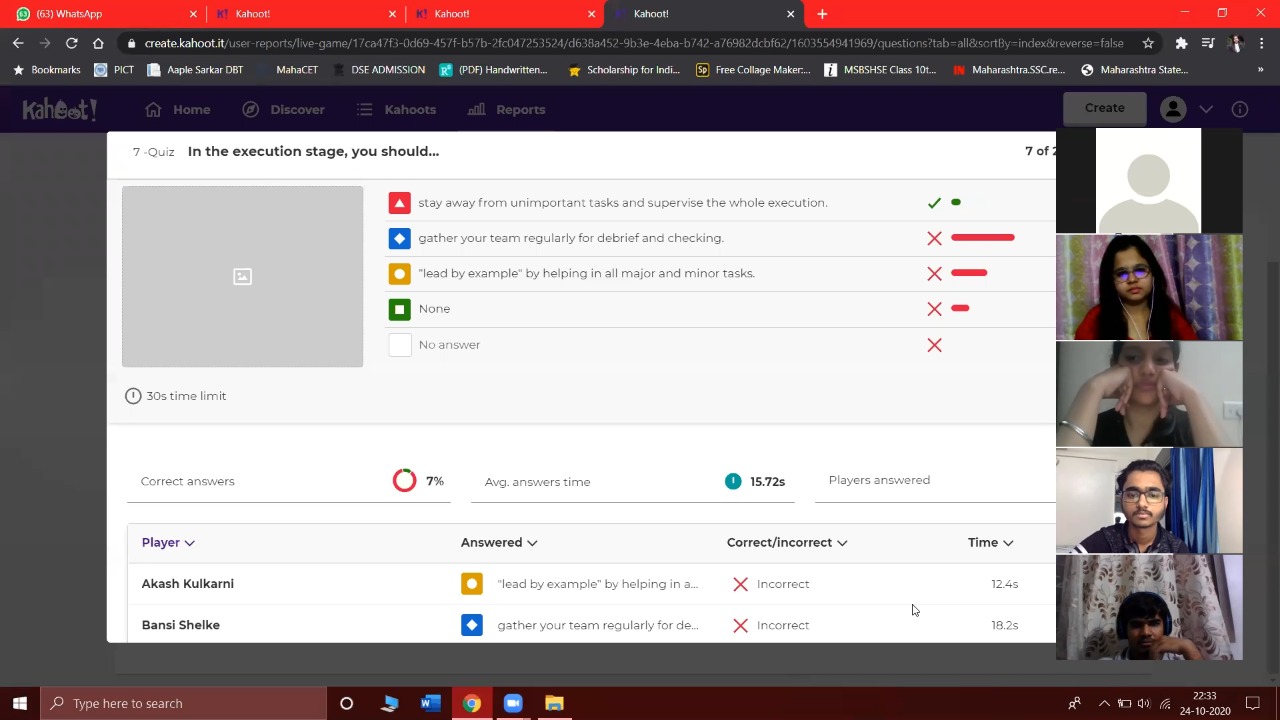 (63) WhatsApp
Kahoot!
Kahoot!
Kahoot!
create.kahoot.it/user-reports/live-game/17ca47f3-0d69-457f-b57b-2fc047253524/d638a452-9b3e-4eba-b742-a76982dcbf62/1603554941969/questions?tab=all&sortBy=index&reverse=false
Bookmarks PICT Aaple Sarkar DBT MahaCET DSE ADMISSION (PDF) Handwritten... Scholarship for Indi... Free Collage Maker:... MSBSHSE Class 10t... Maharashtra.SSC.re... Maharashtra State... »
Kahoot! Home Discover Kahoots Reports Create
7 -Quiz In the execution stage, you should... 7 of 2
stay away from unimportant tasks and supervise the whole execution.
gather your team regularly for debrief and checking.
"lead by example" by helping in all major and minor tasks.
None
No answer
30s time limit
Correct answers 7% Avg. answers time 15.72s Players answered
Player Answered Correct/incorrect Time
Akash Kulkarni "lead by example" by helping in a... Incorrect 12.4s
Bansi Shelke gather your team regularly for de... Incorrect 18.2s
Type here to search
22:33
24-10-2020